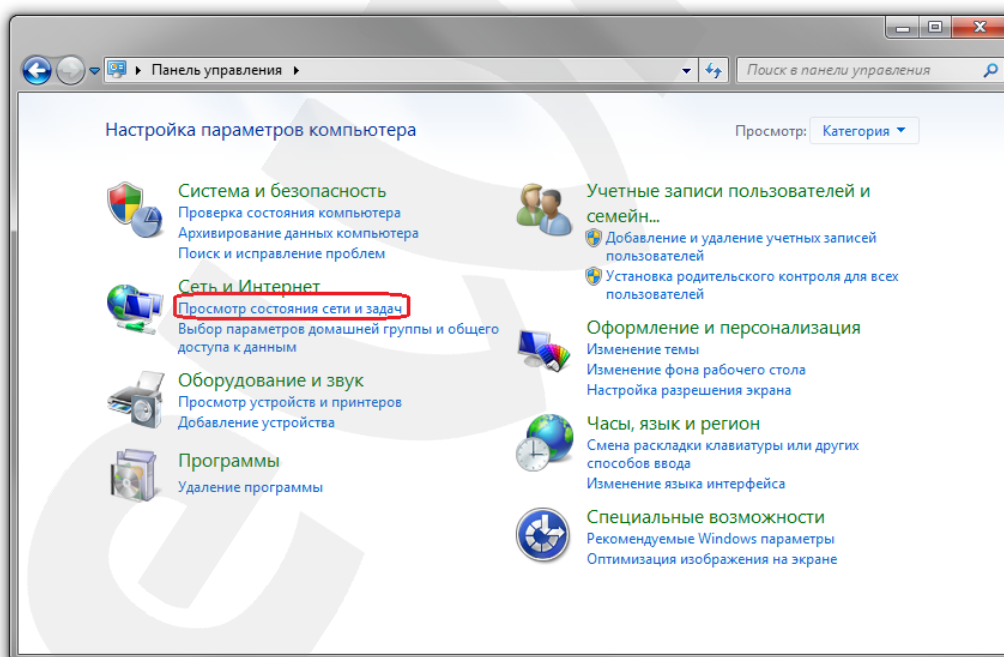 Панель управления
Поиск в панели управления
Настройка параметров компьютера
Просмотр: Категория
Система и безопасность
Проверка состояния компьютера
Архивирование данных компьютера
Поиск и исправление проблем
Сеть и Интернет
Просмотр состояния сети и задач
Выбор параметров домашней группы и общего
доступа к данным
Оборудование и звук
Просмотр устройств и принтеров
Добавление устройства
Программы
Удаление программы
Учетные записи пользователей и
семейн...
Добавление и удаление учетных записей
пользователей
Установка родительского контроля для всех
пользователей
Оформление и персонализация
Изменение темы
Изменение фона рабочего стола
Настройка разрешения экрана
Часы, язык и регион
Смена раскладки клавиатуры или других
способов ввода
Изменение языка интерфейса
Специальные возможности
Рекомендуемые Windows параметры
Оптимизация изображения на экране